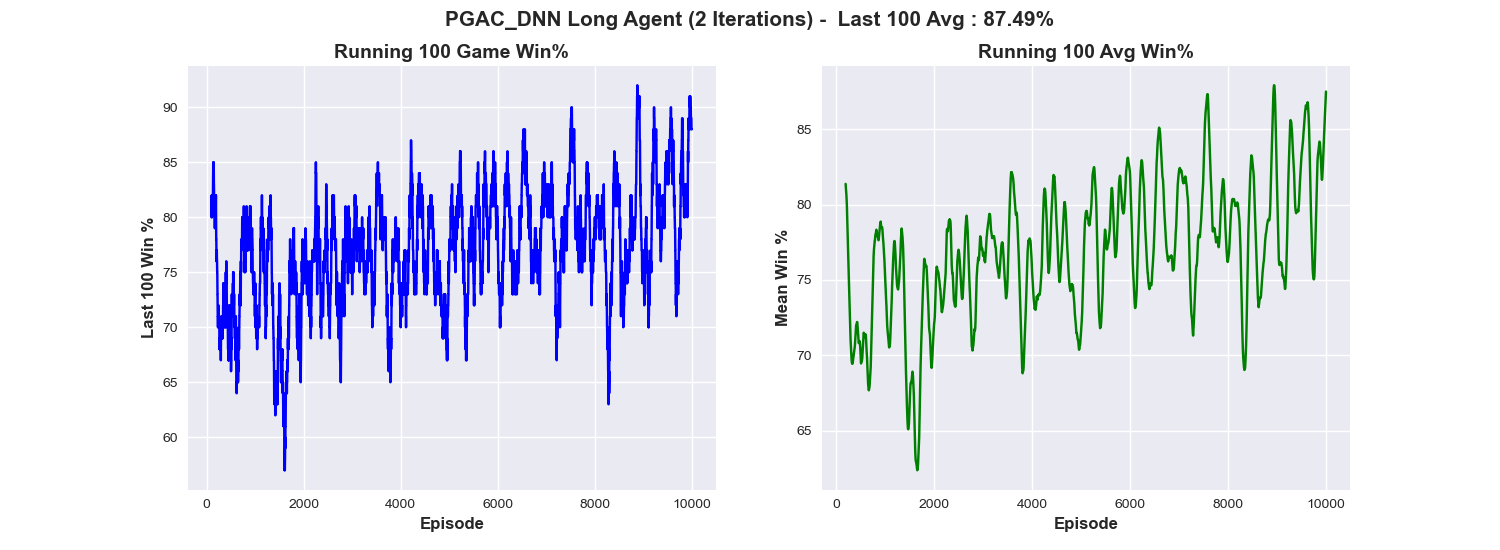 PGAC_DNN Long Agent (2 Iterations) -  Last 100 Avg : 87.49%
Running 100 Game Win%
Last 100 Win %
90
85
80
75
70
65
60
0 2000 4000 6000 8000 10000
Episode
Running 100 Avg Win%
Mean Win %
85
80
75
70
65
0 2000 4000 6000 8000 10000
Episode